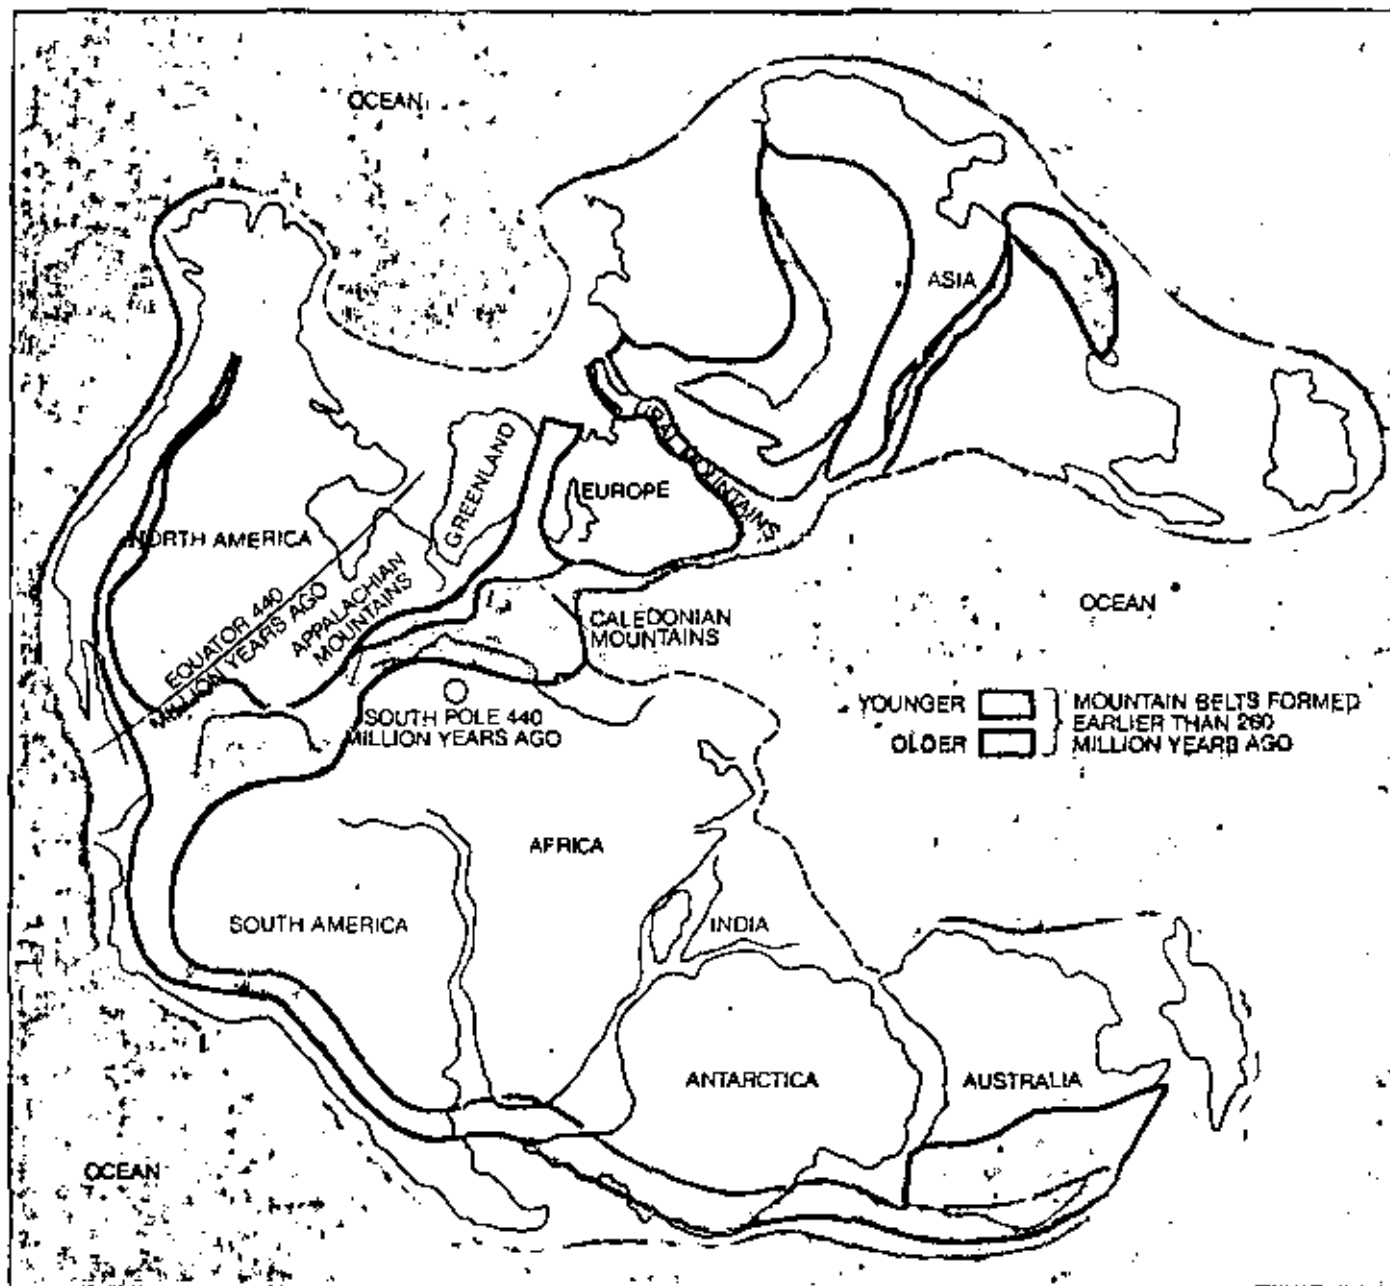 OCEAN
ASIA
GREENLAND
EUROPE
URAL MOUNTAINS
NORTH AMERICA
EQUATOR 440
MILLION YEARS AGO
APPALACHIAN
MOUNTAINS
CALEDONIAN
MOUNTAINS
OCEAN
SOUTH POLE 440
MILLION YEARS AGO
YOUNGER
OLDER
MOUNTAIN BELTS FORMED
EARLIER THAN 260
MILLION YEARS AGO
AFRICA
SOUTH AMERICA
INDIA
ANTARCTICA
AUSTRALIA
OCEAN